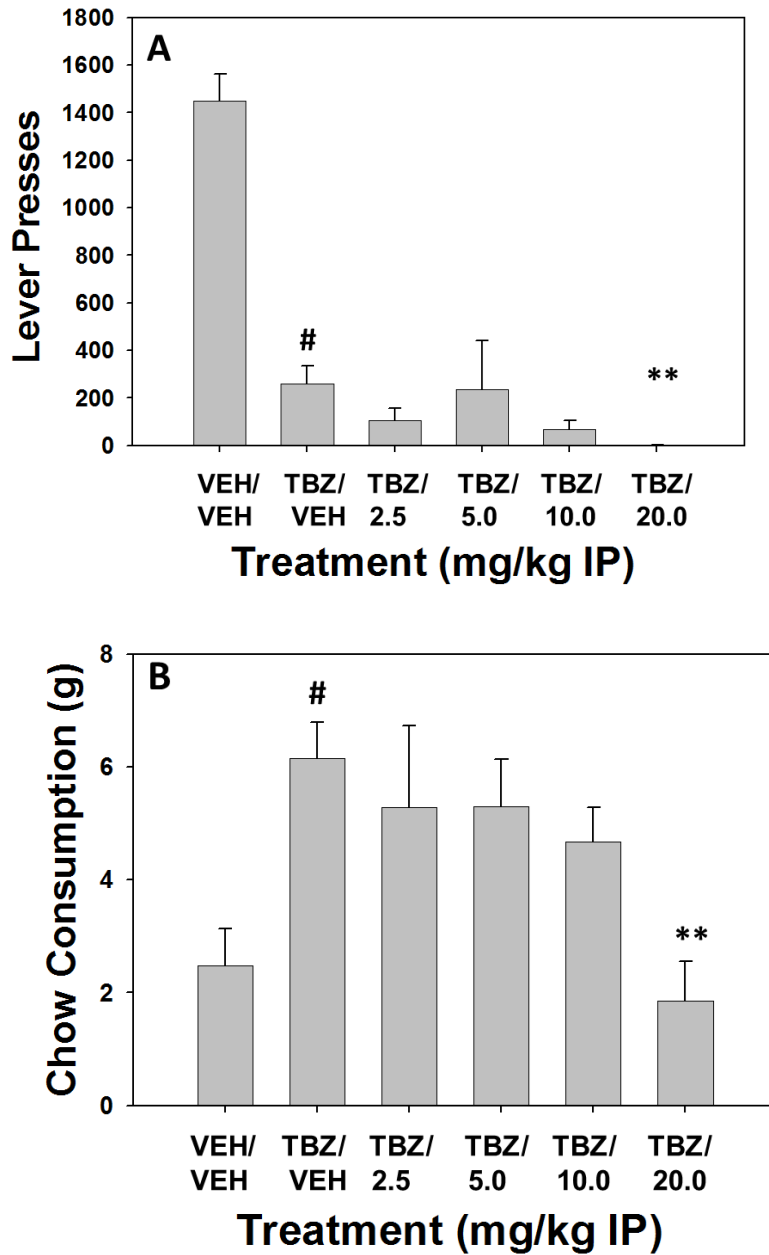 1800
A
1600
1400
1200
1000
800
600
400
200
0
Lever Presses
#
**
VEH/ TBZ/ TBZ/ TBZ/ TBZ/ TBZ/
VEH VEH 2.5 5.0 10.0 20.0
Treatment (mg/kg IP)
8
B
6
4
2
0
Chow Consumption (g)
#
**
VEH/ TBZ/ TBZ/ TBZ/ TBZ/ TBZ/
VEH VEH 2.5 5.0 10.0 20.0
Treatment (mg/kg IP)